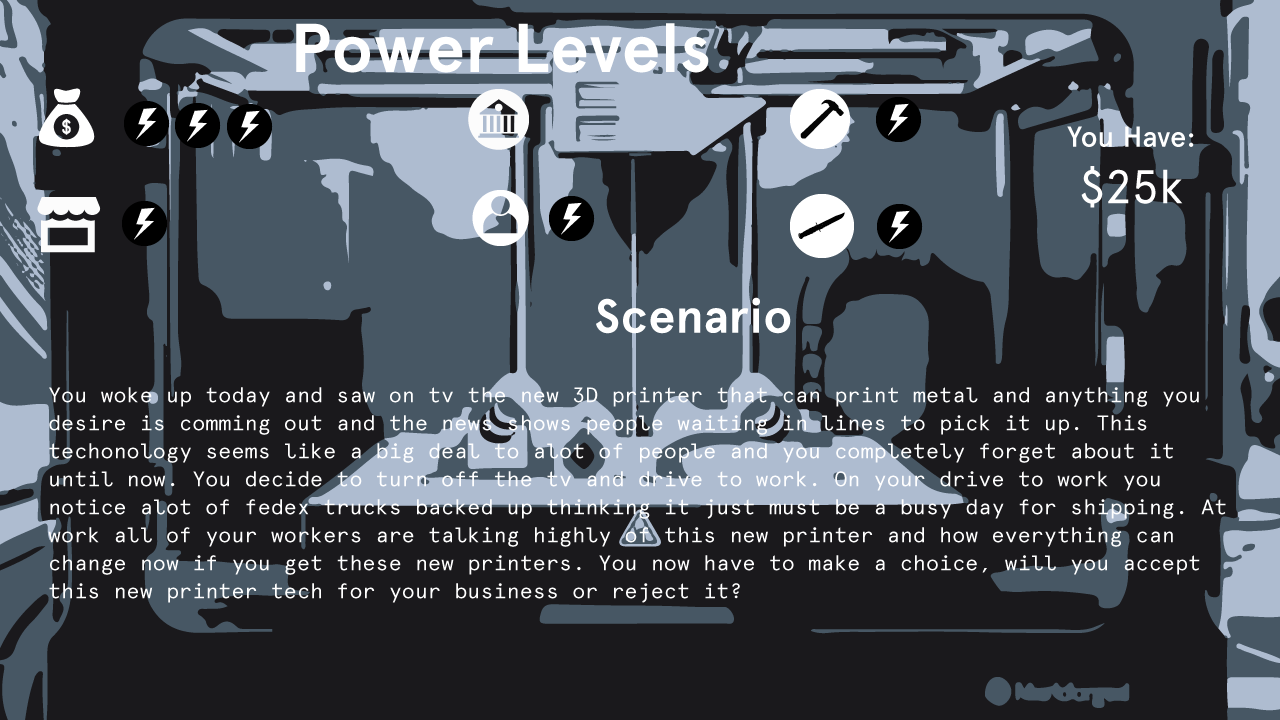 Power Levels
$
You Have:
$25k
Scenario
You woke up today and saw on tv the new 3D printer that can print metal and anything you
desire is comming out and the news shows people waiting in lines to pick it up. This
techonology seems like a big deal to alot of people and you completely forget about it
until now. You decide to turn off the tv and drive to work. On your drive to work you
notice alot of fedex trucks backed up thinking it just must be a busy day for shipping. At
work all of your workers are talking highly of this new printer and how everything can
change now if you get these new printers. You now have to make a choice, will you accept
this new printer tech for your business or reject it?